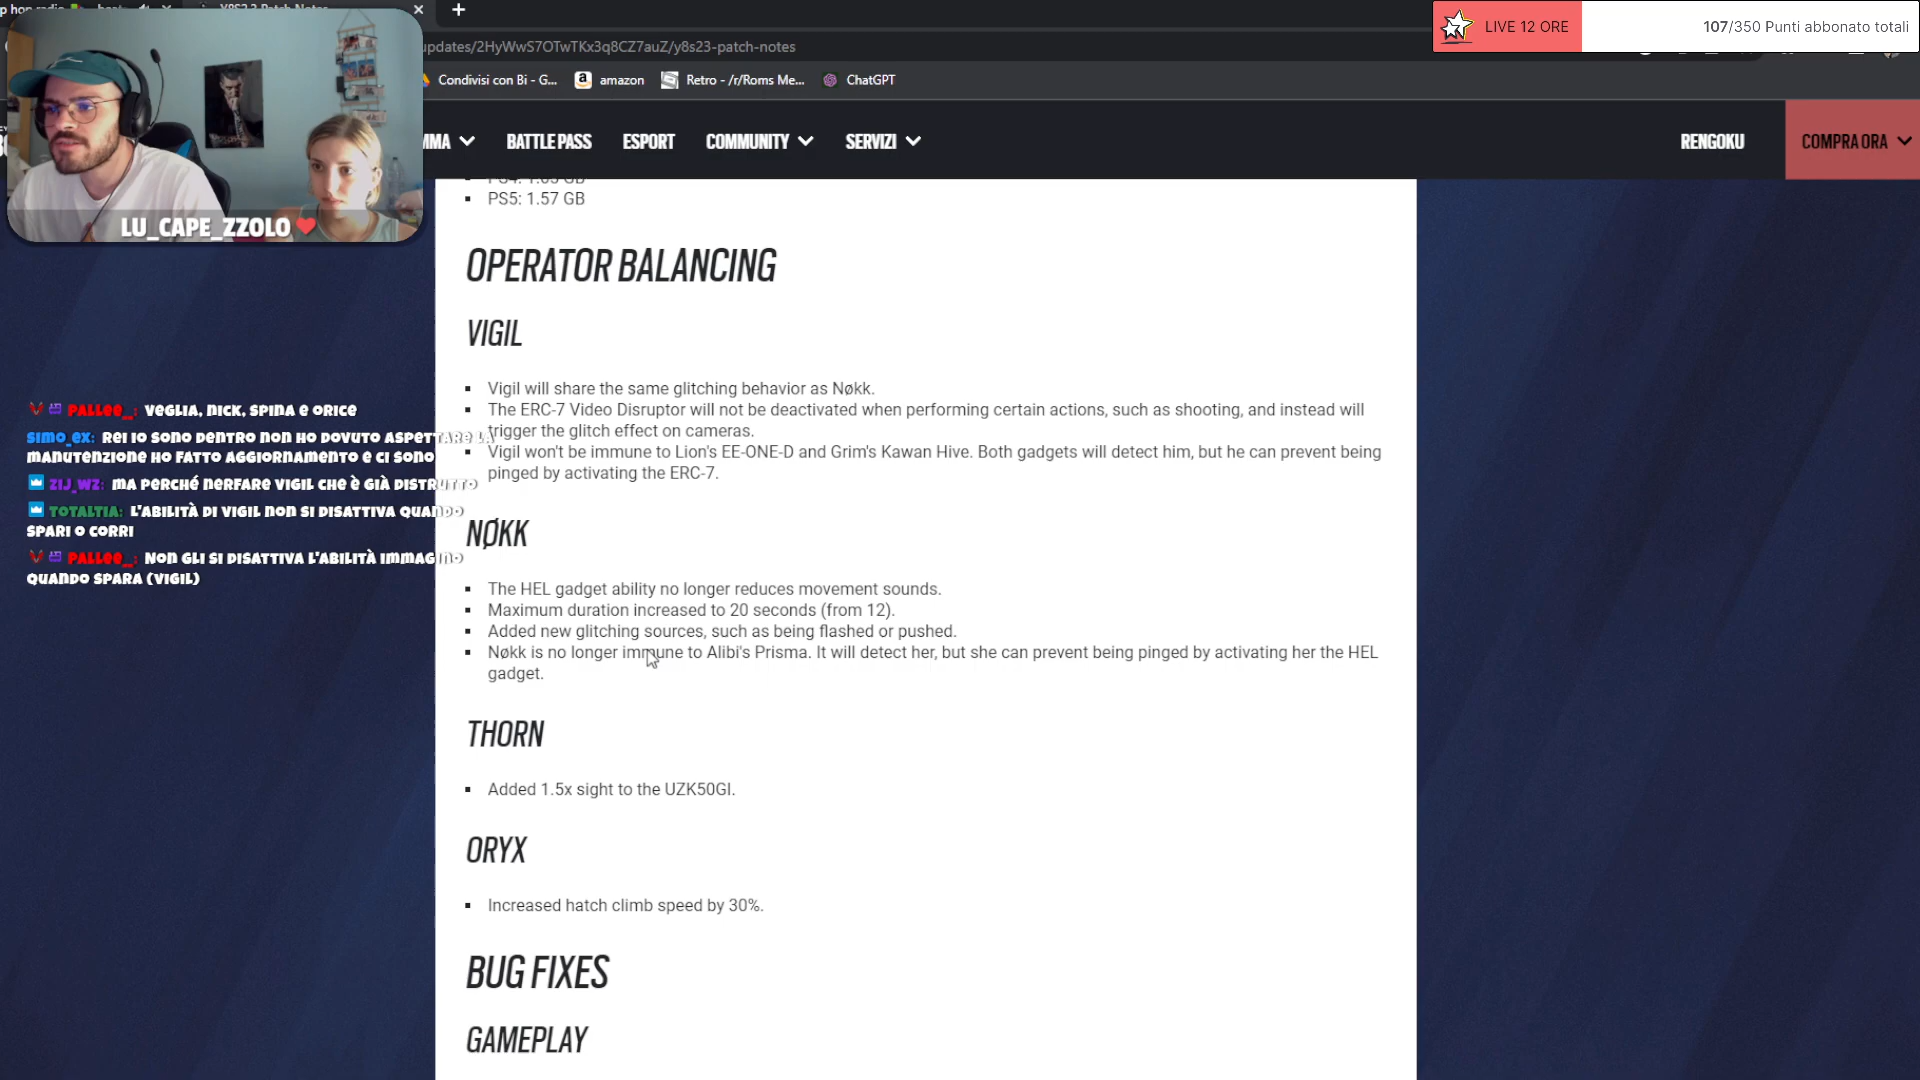 updates/2HyWwS7OTwTKx3q8CZ7auZ/y8s23-patch-notes
LIVE 12 ORE
107/350 Punti abbonato totali
Condivisi con Bi - G...
amazon
Retro - /r/Roms Me...
ChatGPT
BATTLE PASS
ESPORT
COMMUNITY
SERVIZI
RENGOKU
COMPRA ORA
LU_CAPE_ZZOLO
PS5: 1.57 GB
OPERATOR BALANCING
VIGIL
Vigil will share the same glitching behavior as Nøkk.
The ERC-7 Video Disruptor will not be deactivated when performing certain actions, such as shooting, and instead will
trigger the glitch effect on cameras.
Vigil won't be immune to Lion's EE-ONE-D and Grim's Kawan Hive. Both gadgets will detect him, but he can prevent being
pinged by activating the ERC-7.
NØKK
The HEL gadget ability no longer reduces movement sounds.
Maximum duration increased to 20 seconds (from 12).
Added new glitching sources, such as being flashed or pushed.
Nøkk is no longer immune to Alibi's Prisma. It will detect her, but she can prevent being pinged by activating her the HEL
gadget.
THORN
Added 1.5x sight to the UZK50GI.
ORYX
Increased hatch climb speed by 30%.
BUG FIXES
GAMEPLAY
PALLEE_: VEGLIA, NICK, SPINA E ORICE
SIMO_EX: REI IO SONO DENTRO NON HO DOVUTO ASPETTARE LA
MANUTENZIONE HO FATTO AGGIORNAMENTO E CI SONO
ZIJ_WZ: MA PERCHÉ NERFARE VIGIL CHE È GIÀ DISTRUTTO
TOTALTIA: L'ABILITÀ DI VIGIL NON SI DISATTIVA QUANDO
SPARI O CORRI
PALLEE_: NON GLI SI DISATTIVA L'ABILITÀ IMMAGINO
QUANDO SPARA (VIGIL)